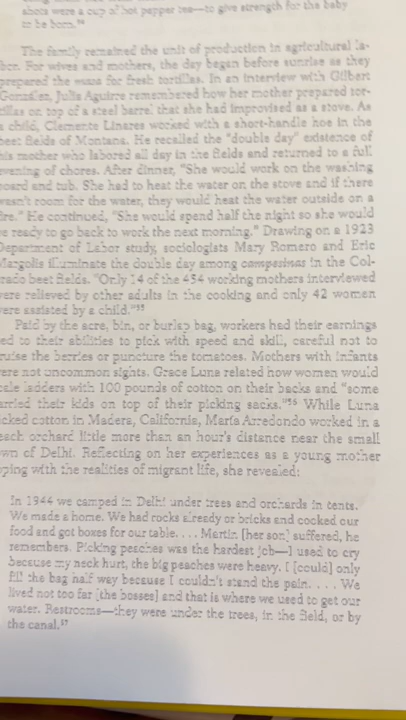 shots were a cup of hot pepper tea—to give strength for the baby
to be born."⁵⁴
The family remained the unit of production in agricultural la-
bor. For wives and mothers, the day began before sunrise as they
prepared the masa for fresh tortillas. In an interview with Gilbert
González, Julia Aguirre remembered how her mother prepared tor-
tillas on top of a steel barrel that she had improvised as a stove. As
a child, Clemente Linares worked with a short-handle hoe in the
beet fields of Montana. He recalled the "double day" existence of
his mother who labored all day in the fields and returned to a full
evening of chores. After dinner, "She would work on the washing
board and tub. She had to heat the water on the stove and if there
wasn't room for the water, they would heat the water outside on a
fire." He continued, "She would spend half the night so she would
be ready to go back to work the next morning." Drawing on a 1923
Department of Labor study, sociologists Mary Romero and Eric
Margolis illuminate the double day among campesinas in the Col-
rado beet fields. "Only 14 of the 454 working mothers interviewed
were relieved by other adults in the cooking and only 42 women
were assisted by a child."⁵⁵
Paid by the acre, bin, or burlap bag, workers had their earnings
ed to their abilities to pick with speed and skill, careful not to
ruise the berries or puncture the tomatoes. Mothers with infants
were not uncommon sights. Grace Luna related how women would
cale ladders with 100 pounds of cotton on their backs and "some
arried their kids on top of their picking sacks."⁵⁶ While Luna
icked cotton in Madera, California, María Arredondo worked in a
each orchard little more than an hour's distance near the small
wn of Delhi. Reflecting on her experiences as a young mother
ping with the realities of migrant life, she revealed:
In 1944 we camped in Delhi under trees and orchards in tents.
We made a home. We had rocks already or bricks and cooked our
food and got boxes for our table. . . . Martin [her son] suffered, he
remembers. Picking peaches was the hardest job—I used to cry
because my neck hurt, the big peaches were heavy. I [could] only
fill the bag half way because I couldn't stand the pain. . . . We
lived not too far [the bosses] and that is where we used to get our
water. Restrooms—they were under the trees, in the field, or by
the canal.⁵⁷